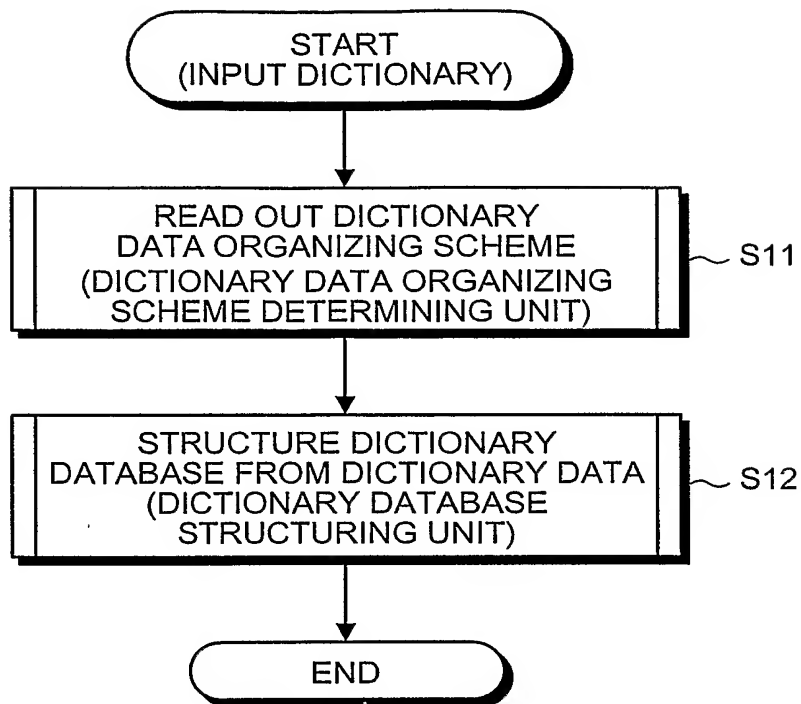 START
(INPUT DICTIONARY)
READ OUT DICTIONARY
DATA ORGANIZING SCHEME
(DICTIONARY DATA ORGANIZING
SCHEME DETERMINING UNIT)
S11
STRUCTURE DICTIONARY
DATABASE FROM DICTIONARY DATA
(DICTIONARY DATABASE
STRUCTURING UNIT)
S12
END